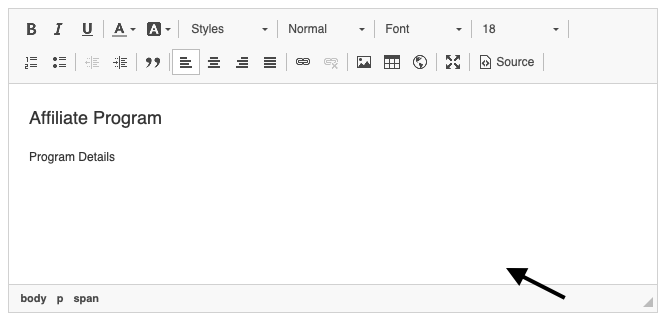 B I U A A Styles Normal Font 18
Source
Affiliate Program
Program Details
body p span